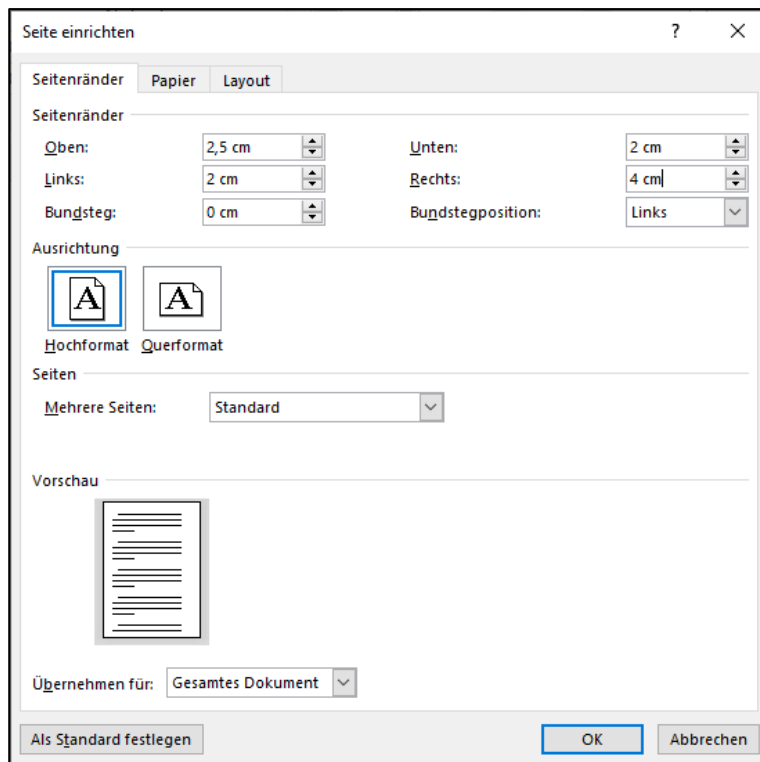 Seite einrichten ?
Seitenränder Papier Layout
Seitenränder
Oben: 2,5 cm Unten: 2 cm
Links: 2 cm Rechts: 4 cm
Bundsteg: 0 cm Bundstegposition: Links
Ausrichtung
A A
Hochformat Querformat
Seiten
Mehrere Seiten: Standard
Vorschau
Übernehmen für: Gesamtes Dokument
Als Standard festlegen OK Abbrechen